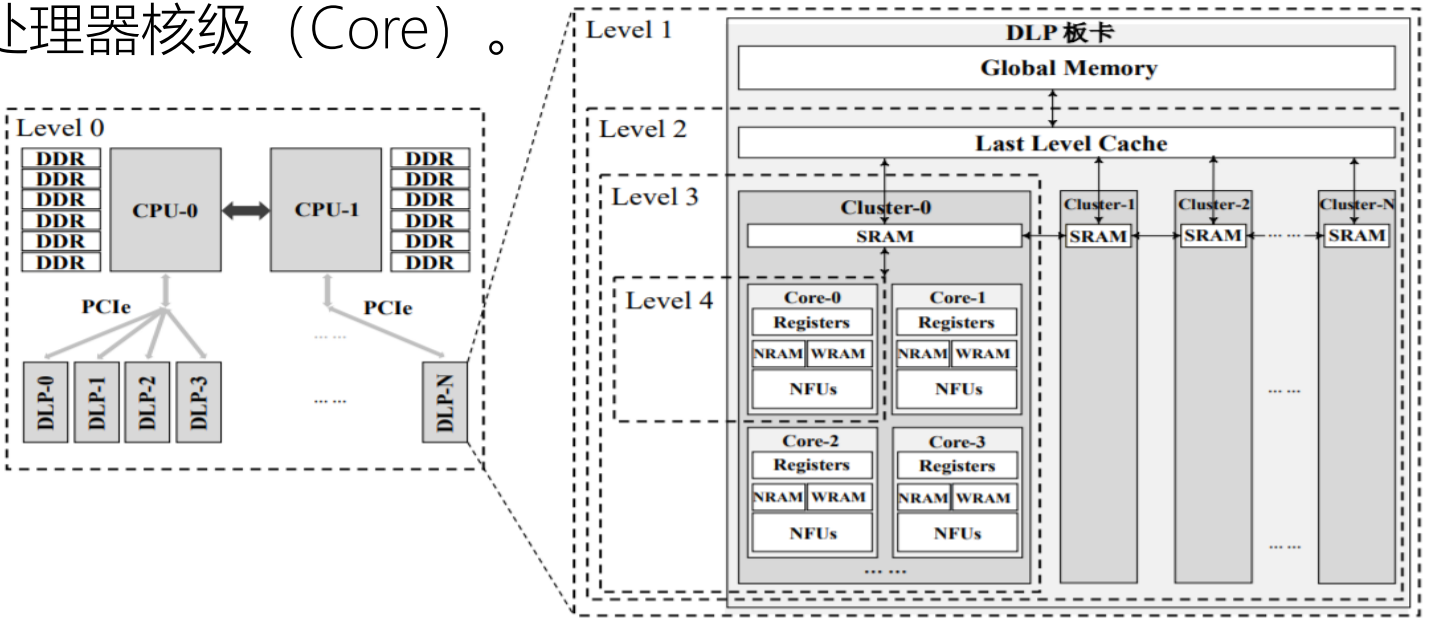 处理器核级（Core）。
Level 0
DDR
DDR
DDR
DDR
DDR
DDR
CPU-0
CPU-1
DDR
DDR
DDR
DDR
DDR
DDR
PCIe
PCIe
... ...
DLP-0
DLP-1
DLP-2
DLP-3
... ...
DLP-N
Level 1
DLP 板卡
Global Memory
Level 2
Last Level Cache
Level 3
Cluster-0
SRAM
Cluster-1
SRAM
Cluster-2
SRAM
... ...
Cluster-N
SRAM
Level 4
Core-0
Registers
NRAM WRAM
NFUs
Core-1
Registers
NRAM WRAM
NFUs
Core-2
Registers
NRAM WRAM
NFUs
Core-3
Registers
NRAM WRAM
NFUs
... ...
... ...
... ...